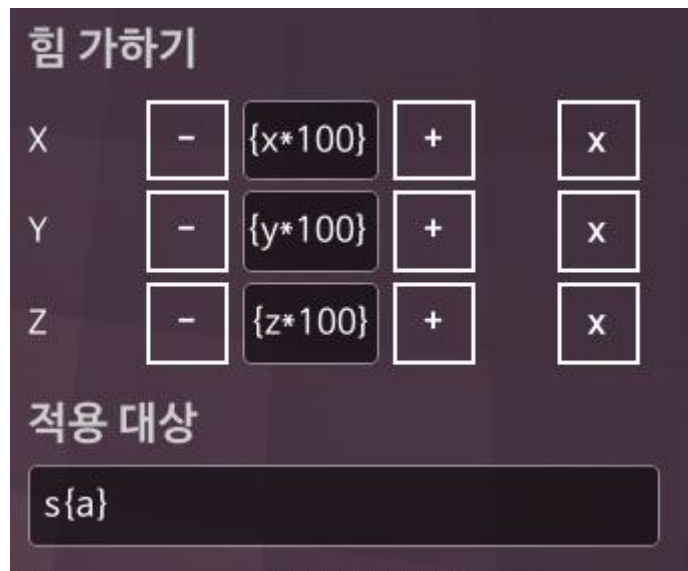 힘 가하기
X - {x*100} + x
Y - {y*100} + x
Z - {z*100} + x
적용 대상
s{a}